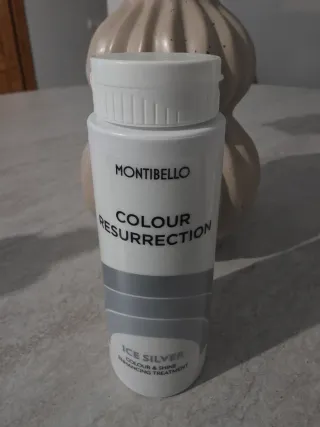 MONTIBELLO
COLOUR
RESURRECTION
ICE SILVER
COLOUR & SHINE
ENHANCING TREATMENT